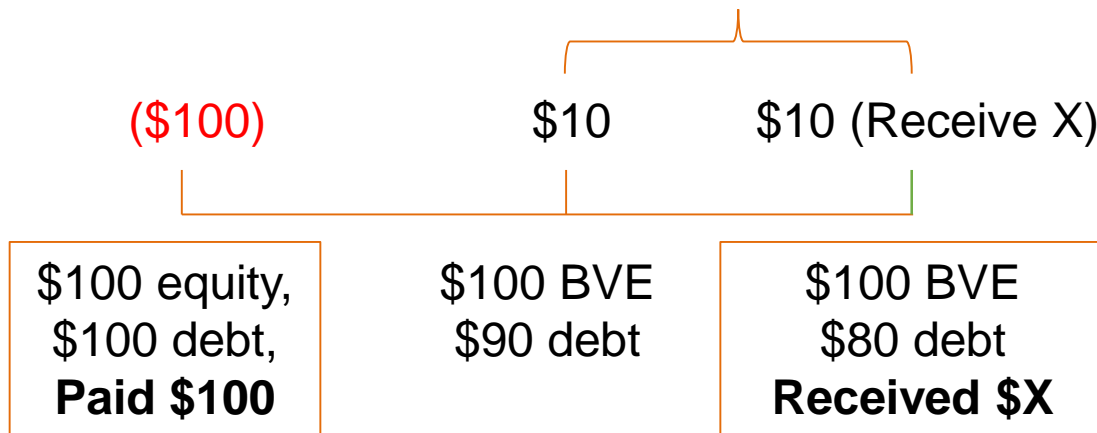 ($100) $10 $10 (Receive X)
$100 equity,
$100 debt,
Paid $100
$100 BVE
$90 debt
$100 BVE
$80 debt
Received $X